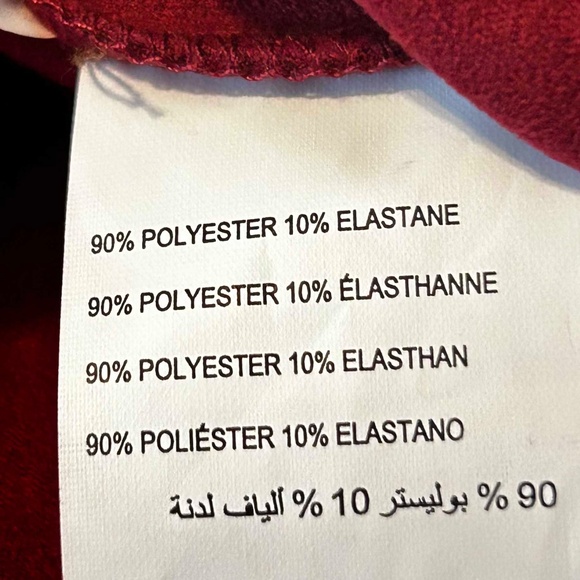 90% POLYESTER 10% ELASTANE
90% POLYESTER 10% ÉLASTHANNE
90% POLYESTER 10% ELASTHAN
90% POLIÉSTER 10% ELASTANO
90 % بوليستر 10 % ألياف لدنة